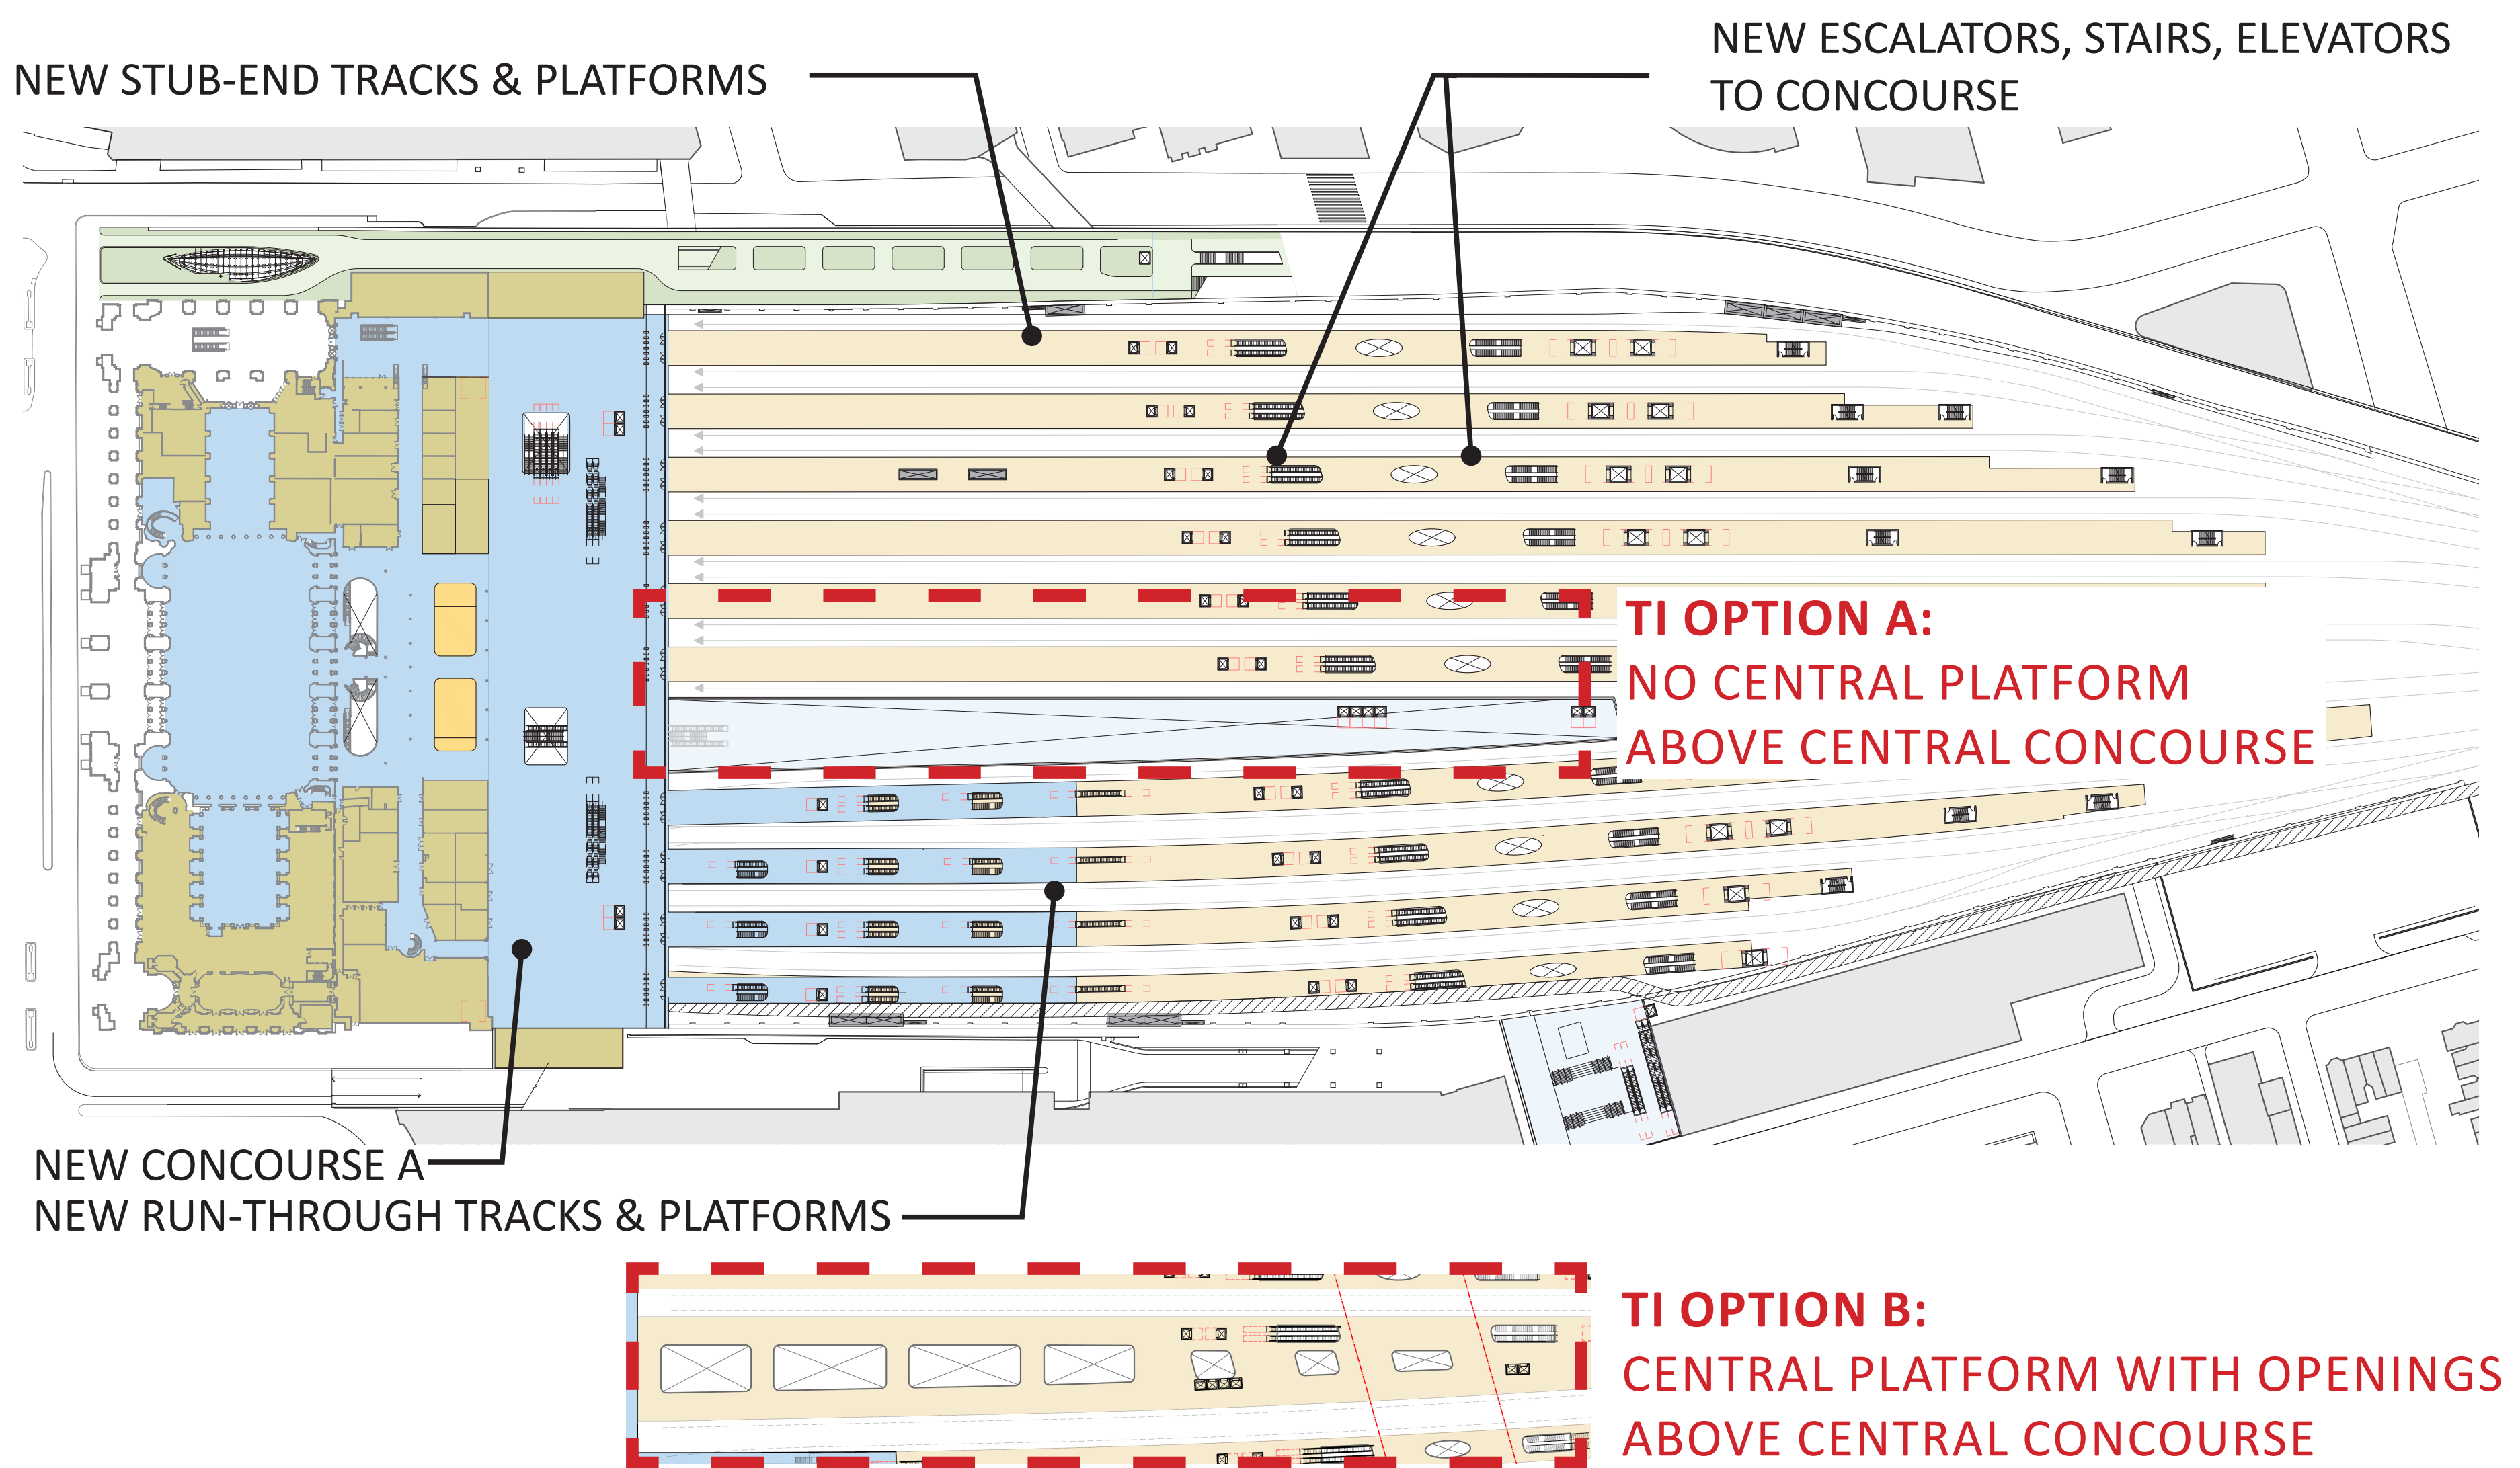 NEW STUB-END TRACKS & PLATFORMS
NEW ESCALATORS, STAIRS, ELEVATORS
TO CONCOURSE
TI OPTION A:
NO CENTRAL PLATFORM
ABOVE CENTRAL CONCOURSE
NEW CONCOURSE A
NEW RUN-THROUGH TRACKS & PLATFORMS
TI OPTION B:
CENTRAL PLATFORM WITH OPENINGS
ABOVE CENTRAL CONCOURSE